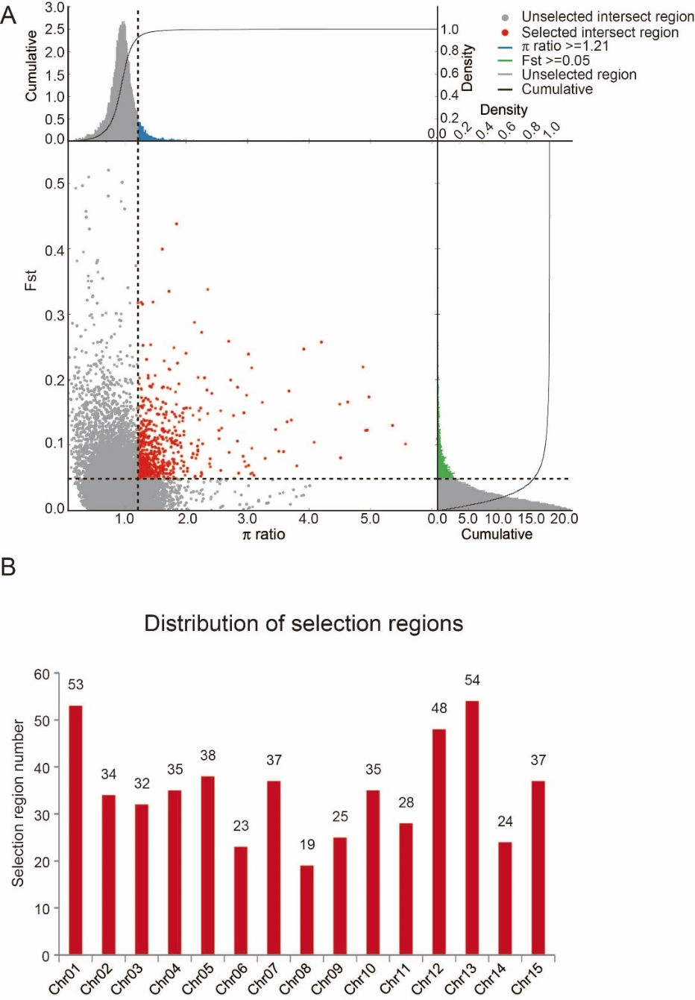 A
3.0
2.5
2.0
1.5
1.0
0.5
0.0
Cumulative
1.0
0.8
0.6
0.4
0.2
0.0
Density
Unselected intersect region
Selected intersect region
π ratio >=1.21
Fst >=0.05
Unselected region
Cumulative
Density
0.2 0.4 0.6 0.8 1.0
0.5
0.4
0.3
0.2
0.1
0.0
Fst
1.0 2.0 3.0 4.0 5.0
π ratio
0.0 5.0 10.0 15.0 20.0
Cumulative
B
Distribution of selection regions
60
50
40
30
20
10
0
Selection region number
53 34 32 35 38 23 37 19 25 35 28 48 54 24 37
Chr01 Chr02 Chr03 Chr04 Chr05 Chr06 Chr07 Chr08 Chr09 Chr10 Chr11 Chr12 Chr13 Chr14 Chr15